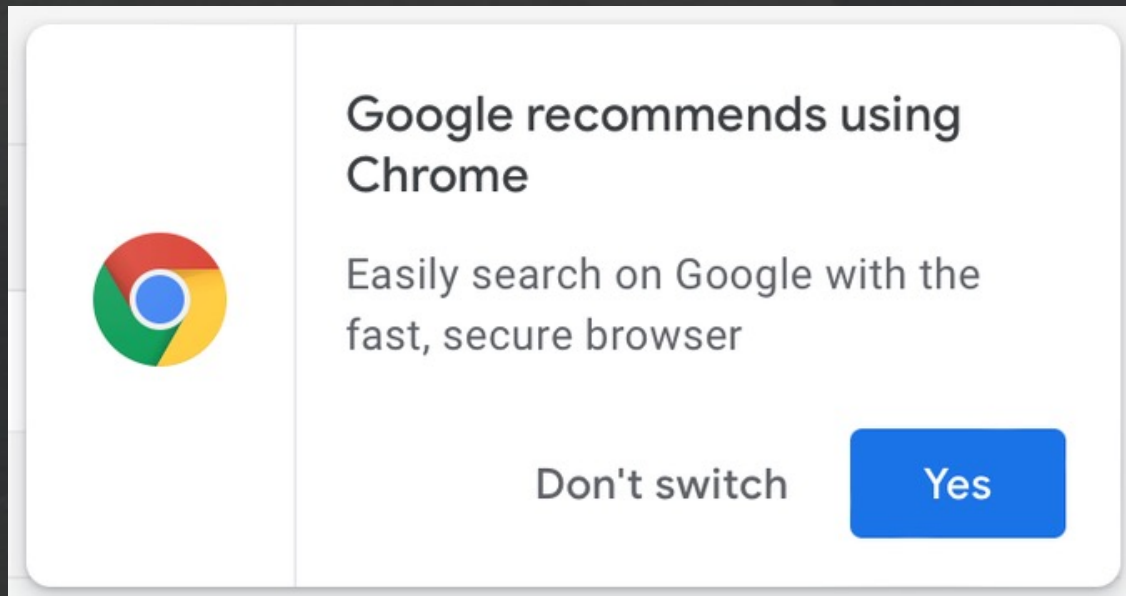 Google recommends using
Chrome
Easily search on Google with the
fast, secure browser
Don't switch
Yes